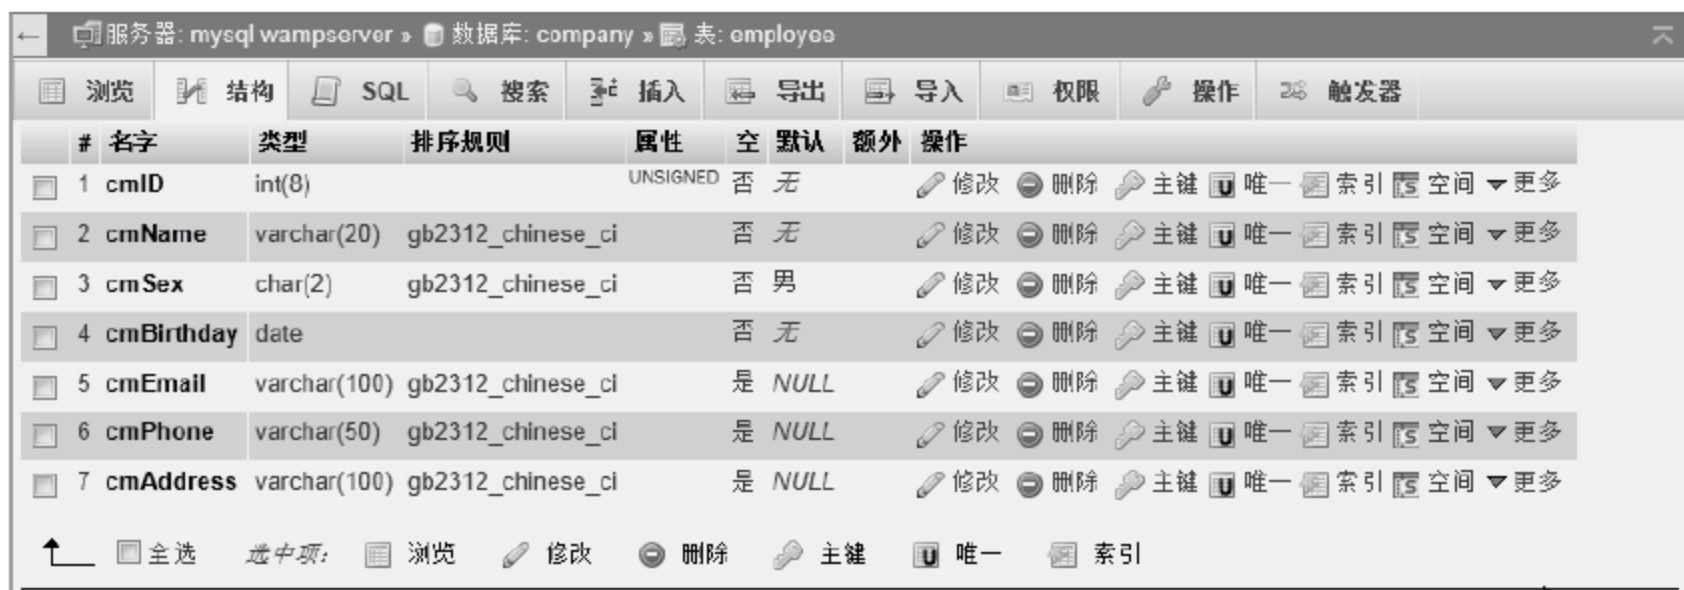 服务器: mysql wampserver » 数据库: company » 表: employee
浏览 结构 SQL 搜索 插入 导出 导入 权限 操作 触发器
# 名字 类型 排序规则 属性 空 默认 额外 操作
1 cmID int(8) UNSIGNED 否 无 修改 删除 主键 唯一 索引 空间 更多
2 cmName varchar(20) gb2312_chinese_ci 否 无 修改 删除 主键 唯一 索引 空间 更多
3 cmSex char(2) gb2312_chinese_ci 否 男 修改 删除 主键 唯一 索引 空间 更多
4 cmBirthday date 否 无 修改 删除 主键 唯一 索引 空间 更多
5 cmEmail varchar(100) gb2312_chinese_ci 是 NULL 修改 删除 主键 唯一 索引 空间 更多
6 cmPhone varchar(50) gb2312_chinese_ci 是 NULL 修改 删除 主键 唯一 索引 空间 更多
7 cmAddress varchar(100) gb2312_chinese_ci 是 NULL 修改 删除 主键 唯一 索引 空间 更多
全选 选中项: 浏览 修改 删除 主键 唯一 索引